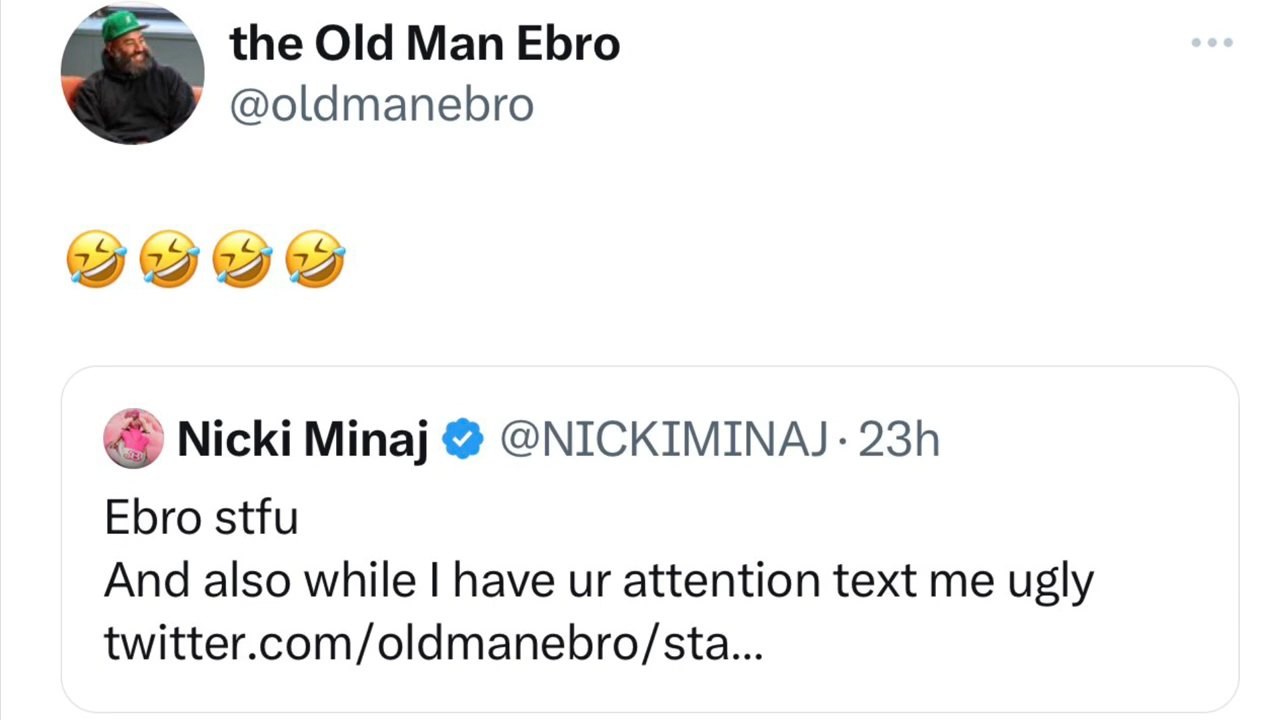 the Old Man Ebro
@oldmanebro
🤣🤣🤣🤣
Nicki Minaj @NICKIMINAJ · 23h
Ebro stfu
And also while I have ur attention text me ugly
twitter.com/oldmanebro/sta...